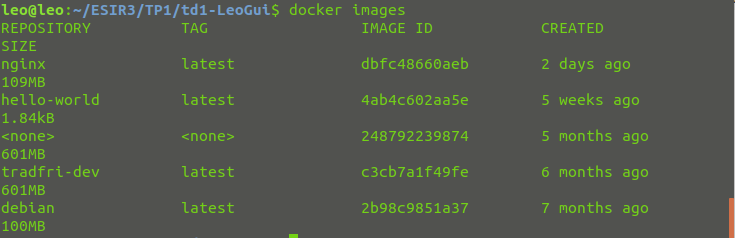 leo@leo:~/ESIR3/TP1/td1-LeoGui$ docker images
REPOSITORY TAG IMAGE ID CREATED
SIZE
nginx latest dbfc48660aeb 2 days ago
109MB
hello-world latest 4ab4c602aa5e 5 weeks ago
1.84kB
<none> <none> 248792239874 5 months ago
601MB
tradfri-dev latest c3cb7a1f49fe 6 months ago
601MB
debian latest 2b98c9851a37 7 months ago
100MB